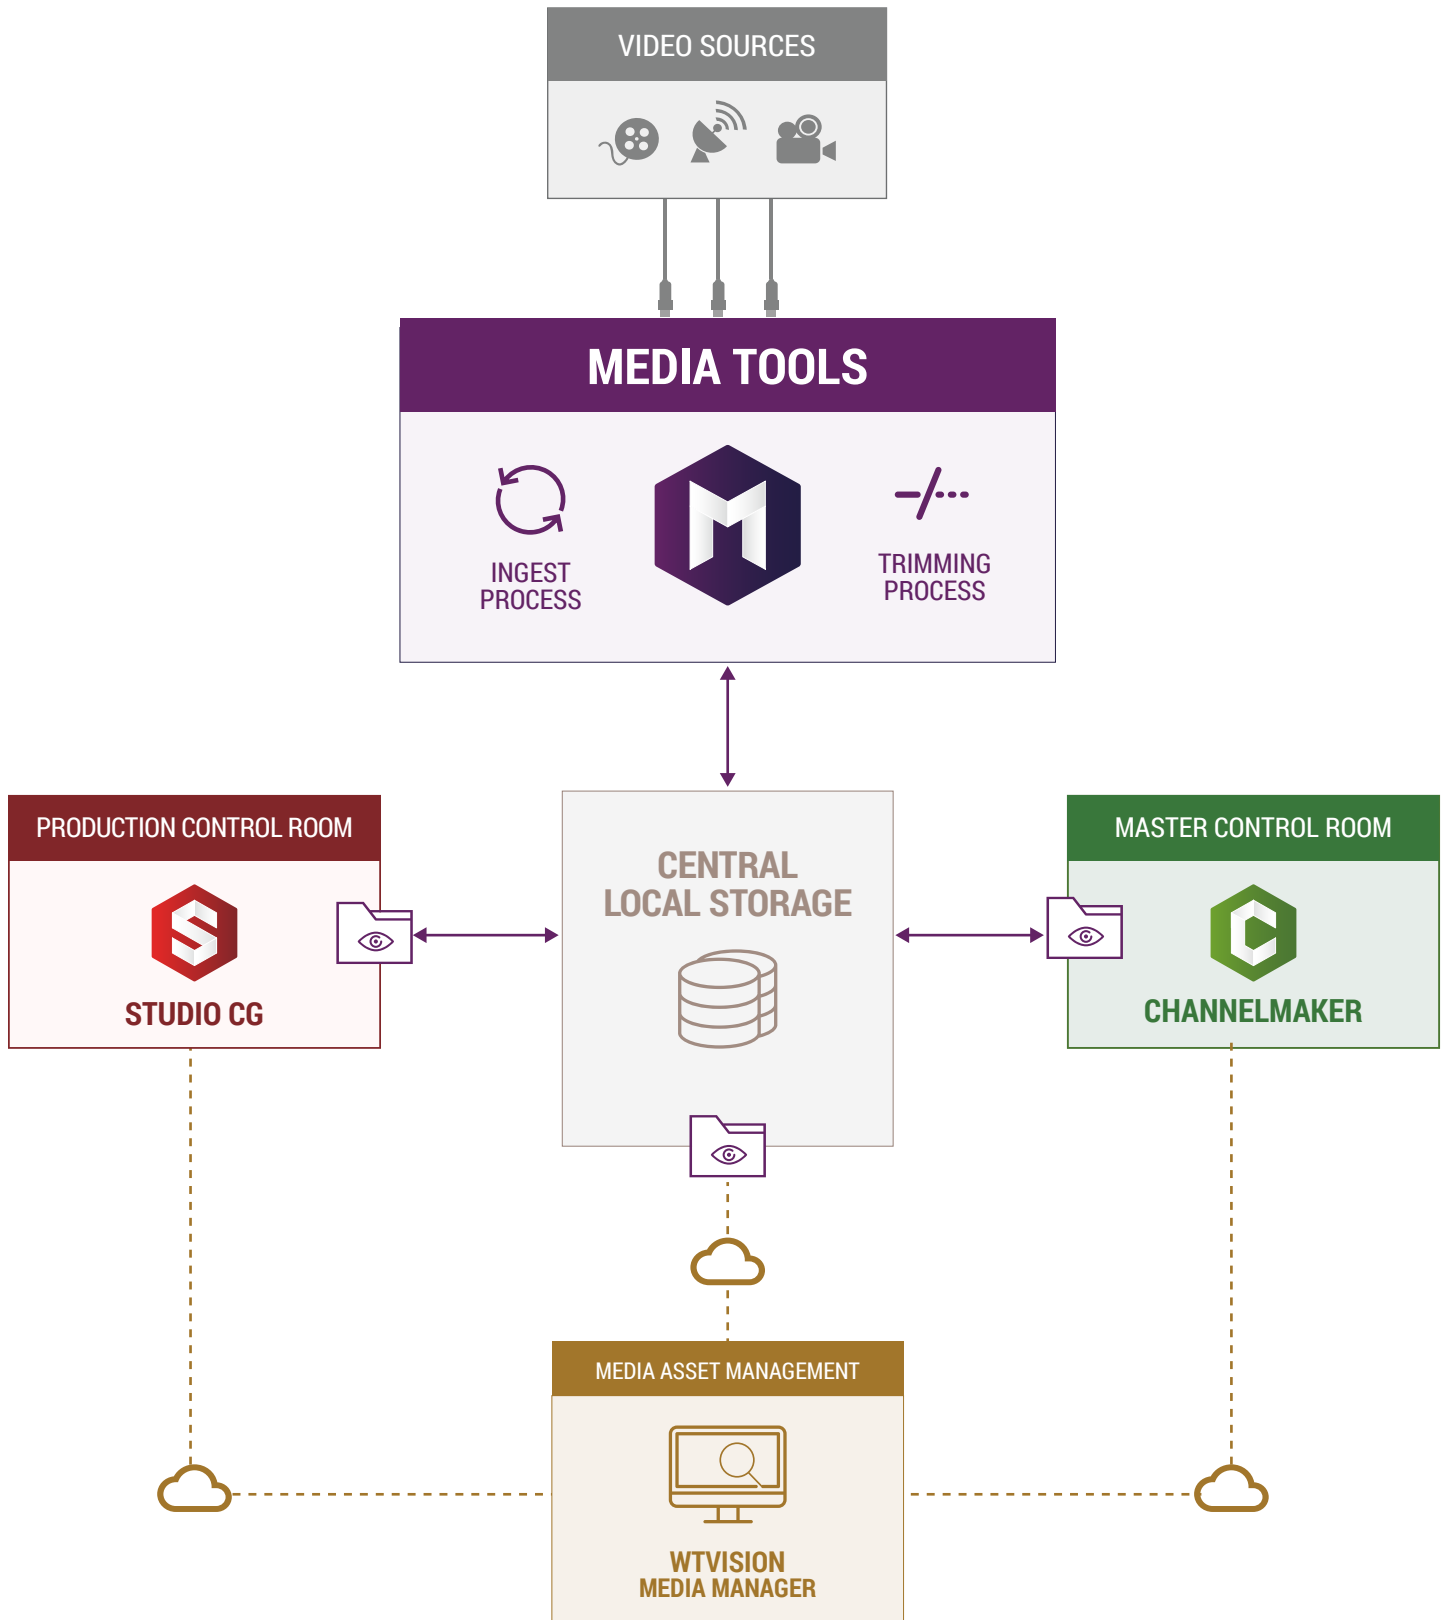 VIDEO SOURCES
MEDIA TOOLS
INGEST
PROCESS
TRIMMING
PROCESS
PRODUCTION CONTROL ROOM
STUDIO CG
CENTRAL
LOCAL STORAGE
MASTER CONTROL ROOM
CHANNELMAKER
MEDIA ASSET MANAGEMENT
WTVISION
MEDIA MANAGER